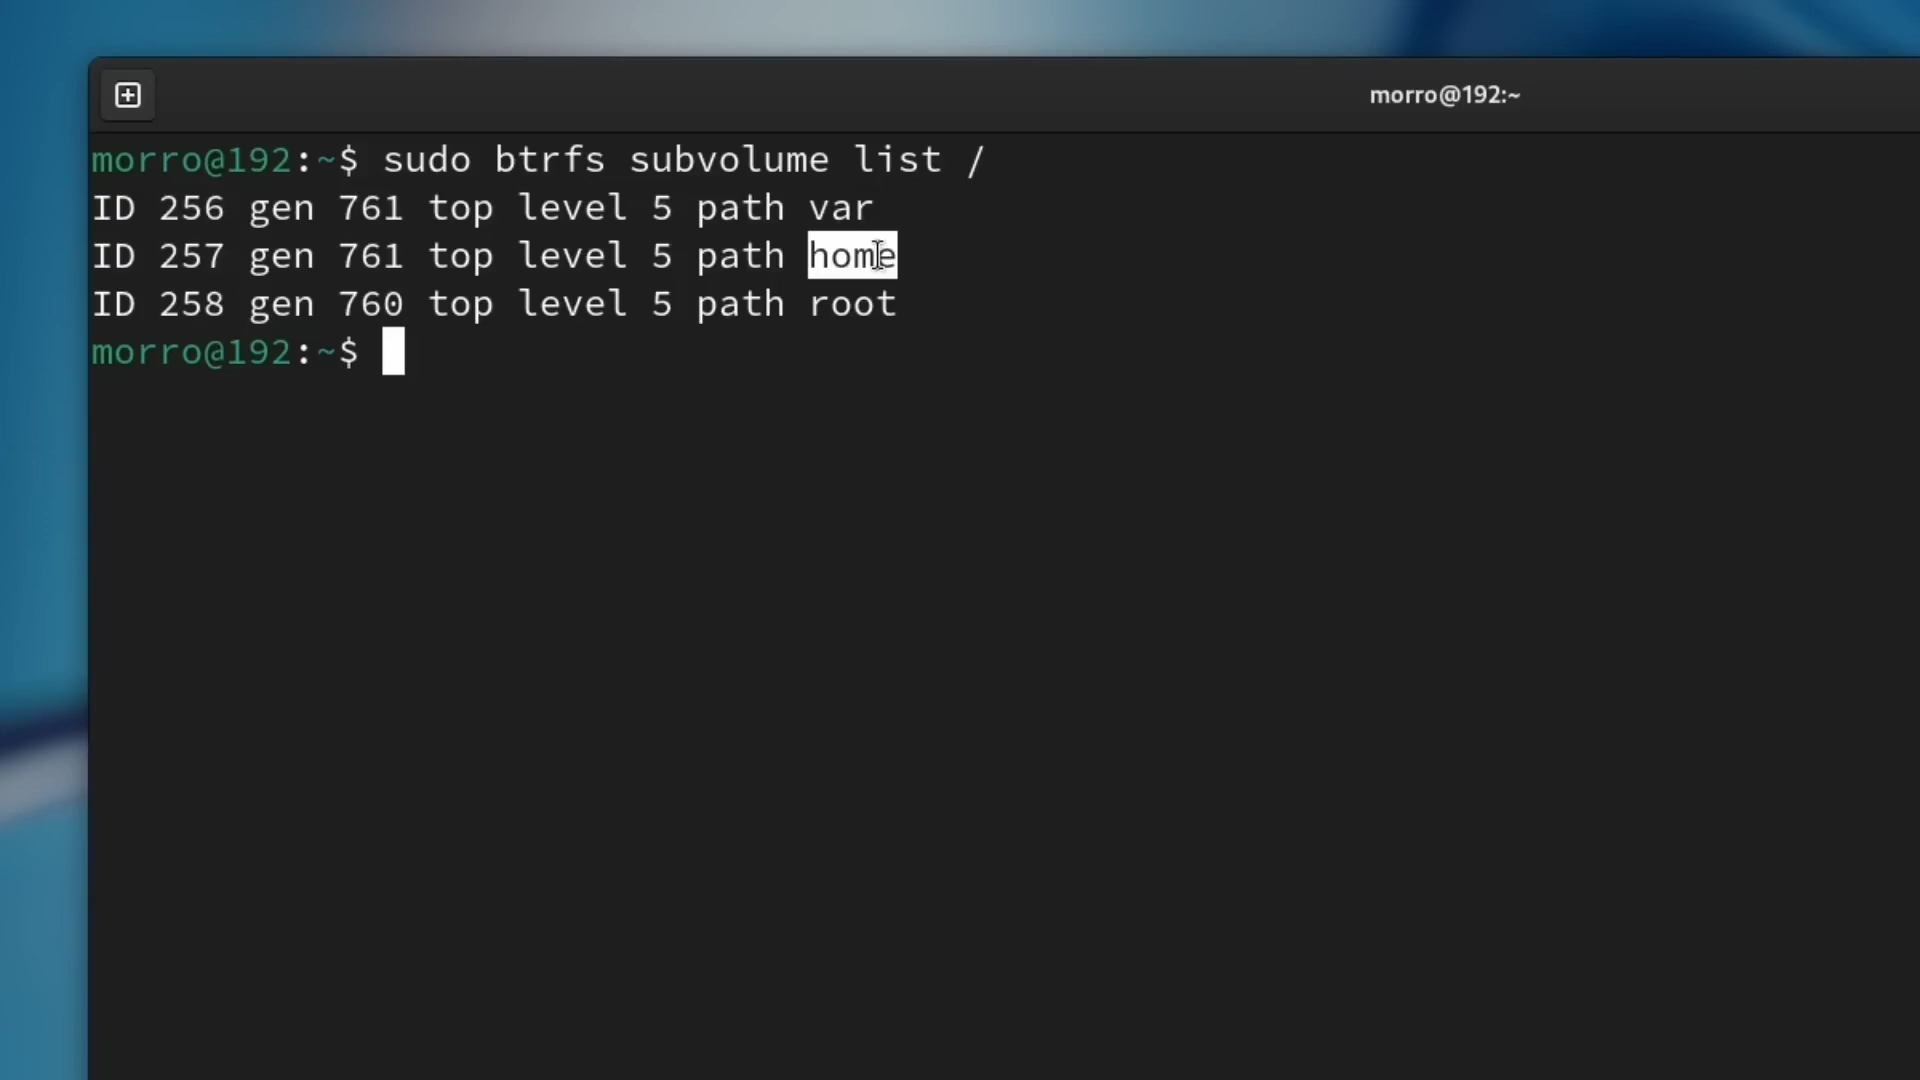 morro@192:~
morro@192:~$ sudo btrfs subvolume list /
ID 256 gen 761 top level 5 path var
ID 257 gen 761 top level 5 path home
ID 258 gen 760 top level 5 path root
morro@192:~$